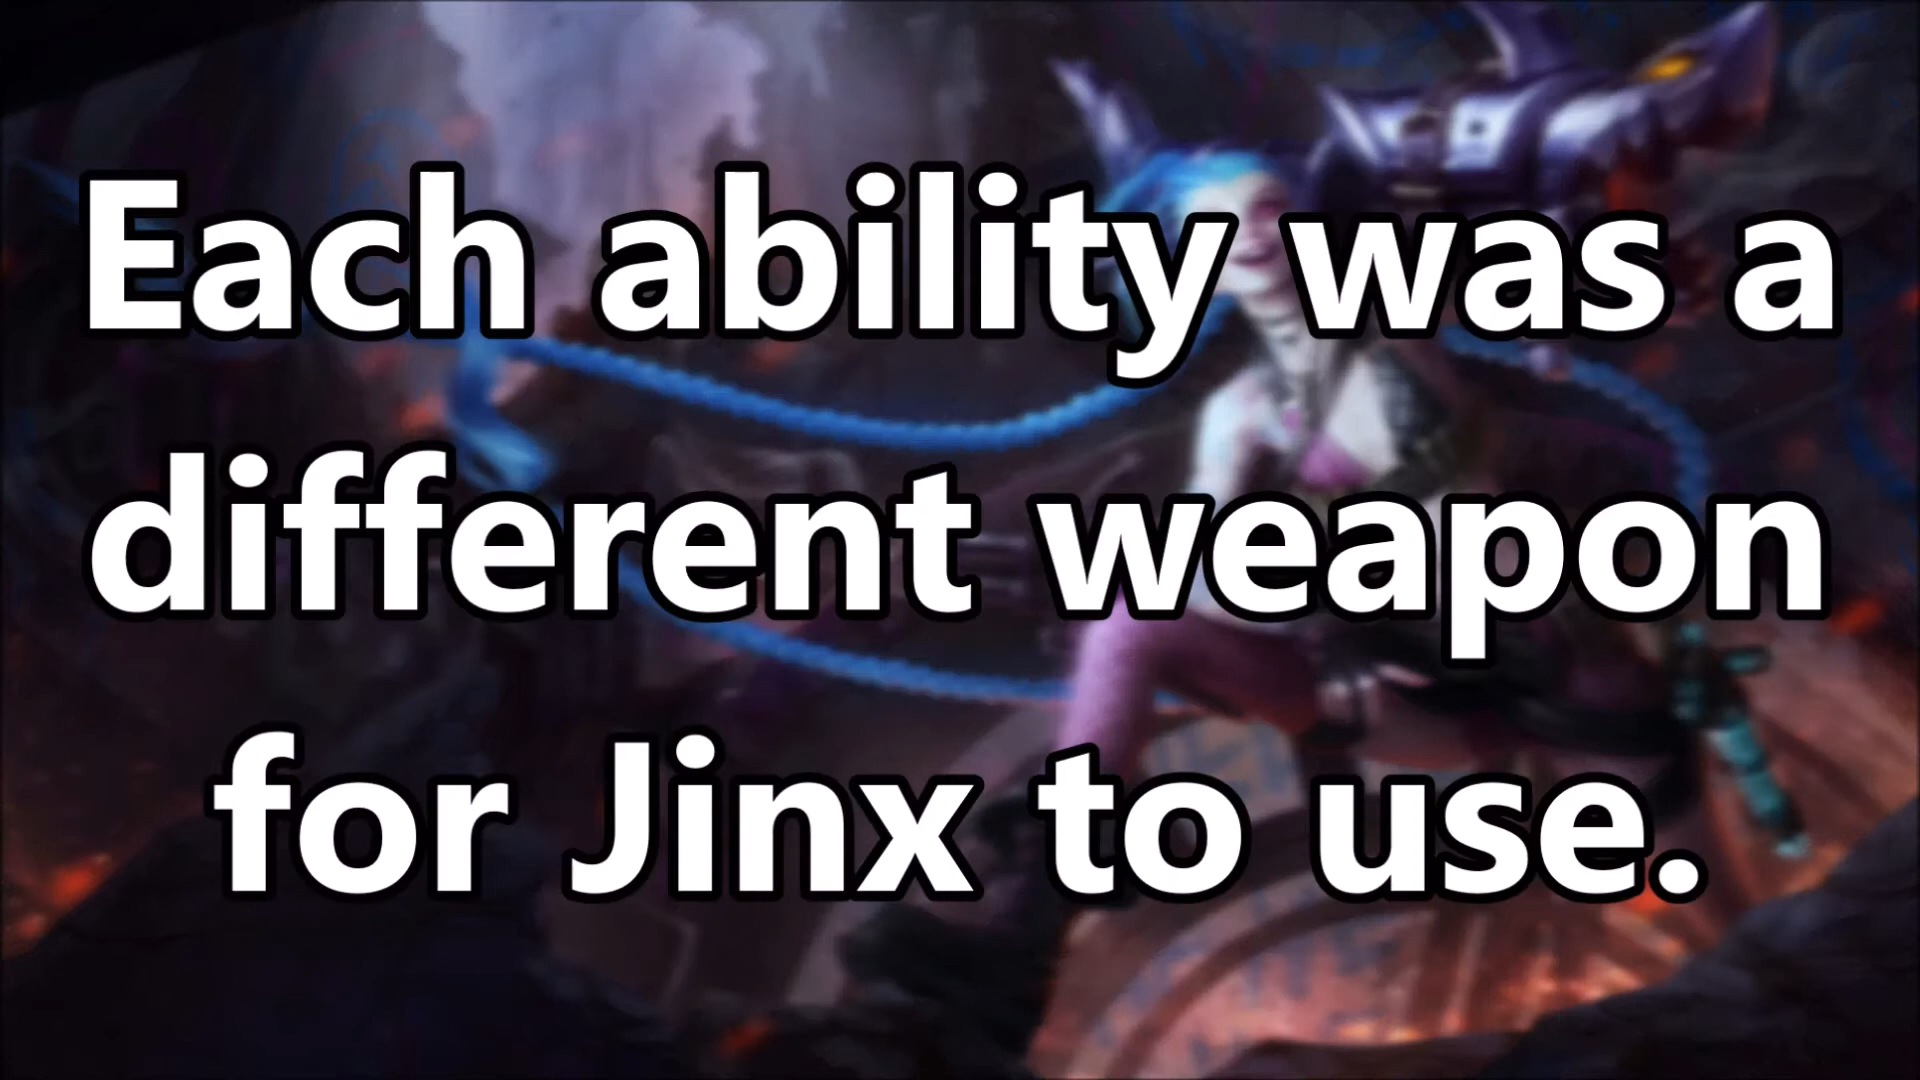 Each ability was a
different weapon
for Jinx to use.